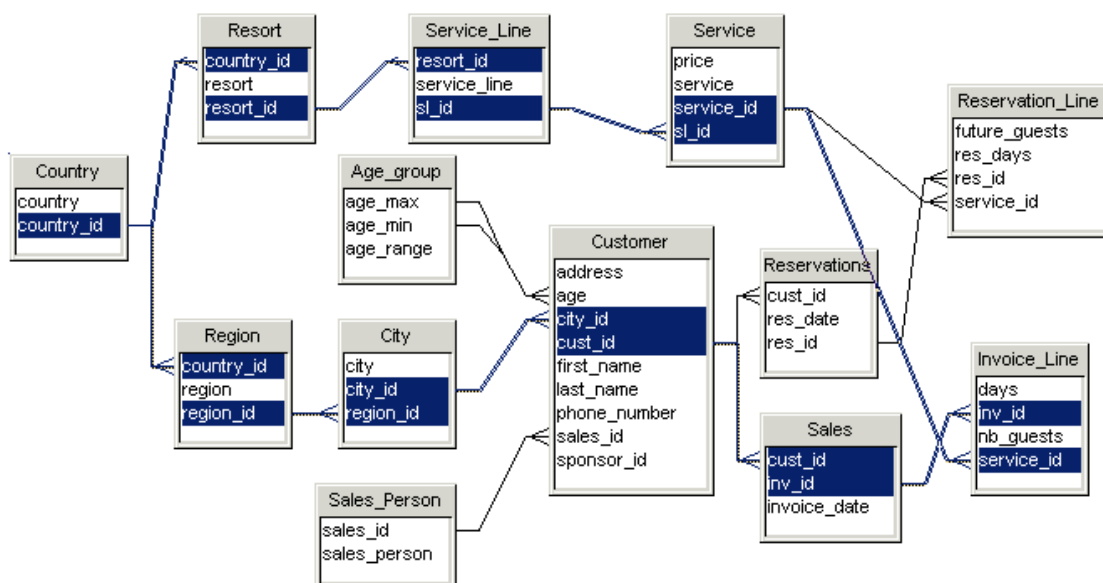 Resort
country_id
resort
resort_id
Service_Line
resort_id
service_line
sl_id
Service
price
service
service_id
sl_id
Reservation_Line
future_guests
res_days
res_id
service_id
Country
country
country_id
Age_group
age_max
age_min
age_range
Customer
address
age
city_id
cust_id
first_name
last_name
phone_number
sales_id
sponsor_id
Reservations
cust_id
res_date
res_id
Region
country_id
region
region_id
City
city
city_id
region_id
Invoice_Line
days
inv_id
nb_guests
service_id
Sales
cust_id
inv_id
invoice_date
Sales_Person
sales_id
sales_person